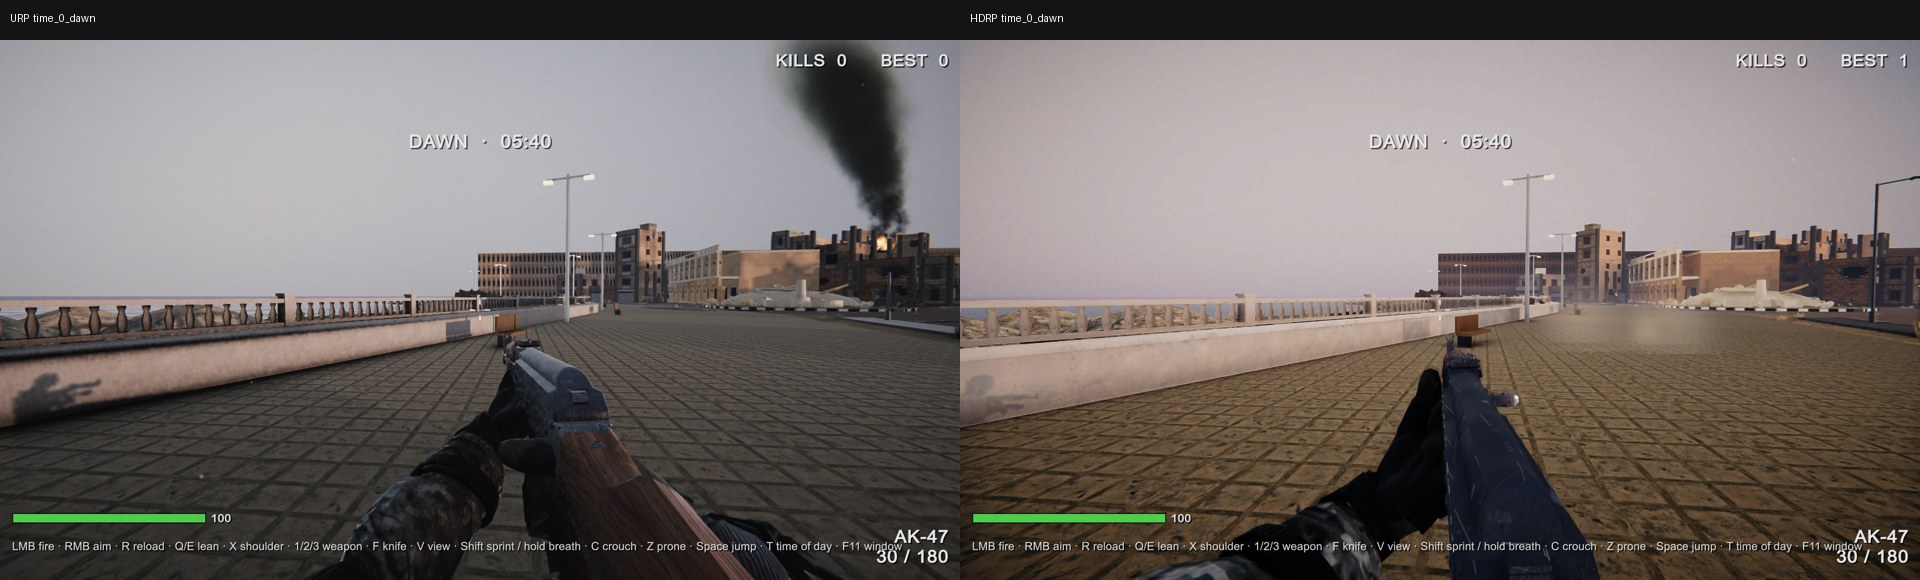 URP time_0_dawn
KILLS 0 BEST 0
DAWN · 05:40
100
AK-47
LMB fire · RMB aim · R reload · Q/E lean · X shoulder · 1/2/3 weapon · F knife · V view · Shift sprint / hold breath · C crouch · Z prone · Space jump · T time of day · F11 window
30 / 180
HDRP time_0_dawn
KILLS 0 BEST 1
DAWN · 05:40
100
AK-47
LMB fire · RMB aim · R reload · Q/E lean · X shoulder · 1/2/3 weapon · F knife · V view · Shift sprint / hold breath · C crouch · Z prone · Space jump · T time of day · F11 window
30 / 180